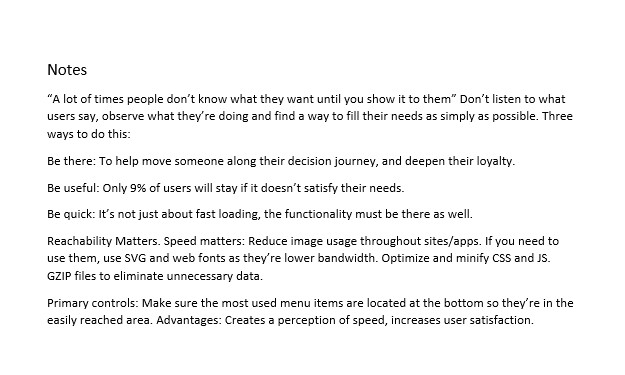 Notes
“A lot of times people don’t know what they want until you show it to them” Don’t listen to what
users say, observe what they’re doing and find a way to fill their needs as simply as possible. Three
ways to do this:
Be there: To help move someone along their decision journey, and deepen their loyalty.
Be useful: Only 9% of users will stay if it doesn’t satisfy their needs.
Be quick: It’s not just about fast loading, the functionality must be there as well.
Reachability Matters. Speed matters: Reduce image usage throughout sites/apps. If you need to
use them, use SVG and web fonts as they’re lower bandwidth. Optimize and minify CSS and JS.
GZIP files to eliminate unnecessary data.
Primary controls: Make sure the most used menu items are located at the bottom so they’re in the
easily reached area. Advantages: Creates a perception of speed, increases user satisfaction.